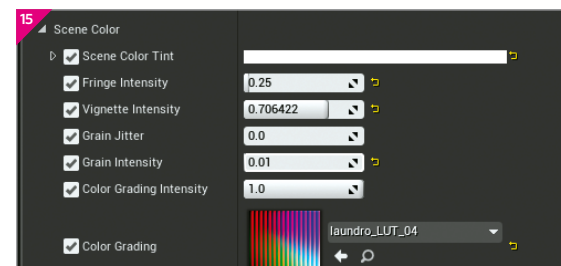 15
Scene Color
Scene Color Tint
Fringe Intensity 0.25
Vignette Intensity 0.706422
Grain Jitter 0.0
Grain Intensity 0.01
Color Grading Intensity 1.0
Color Grading laundro_LUT_04